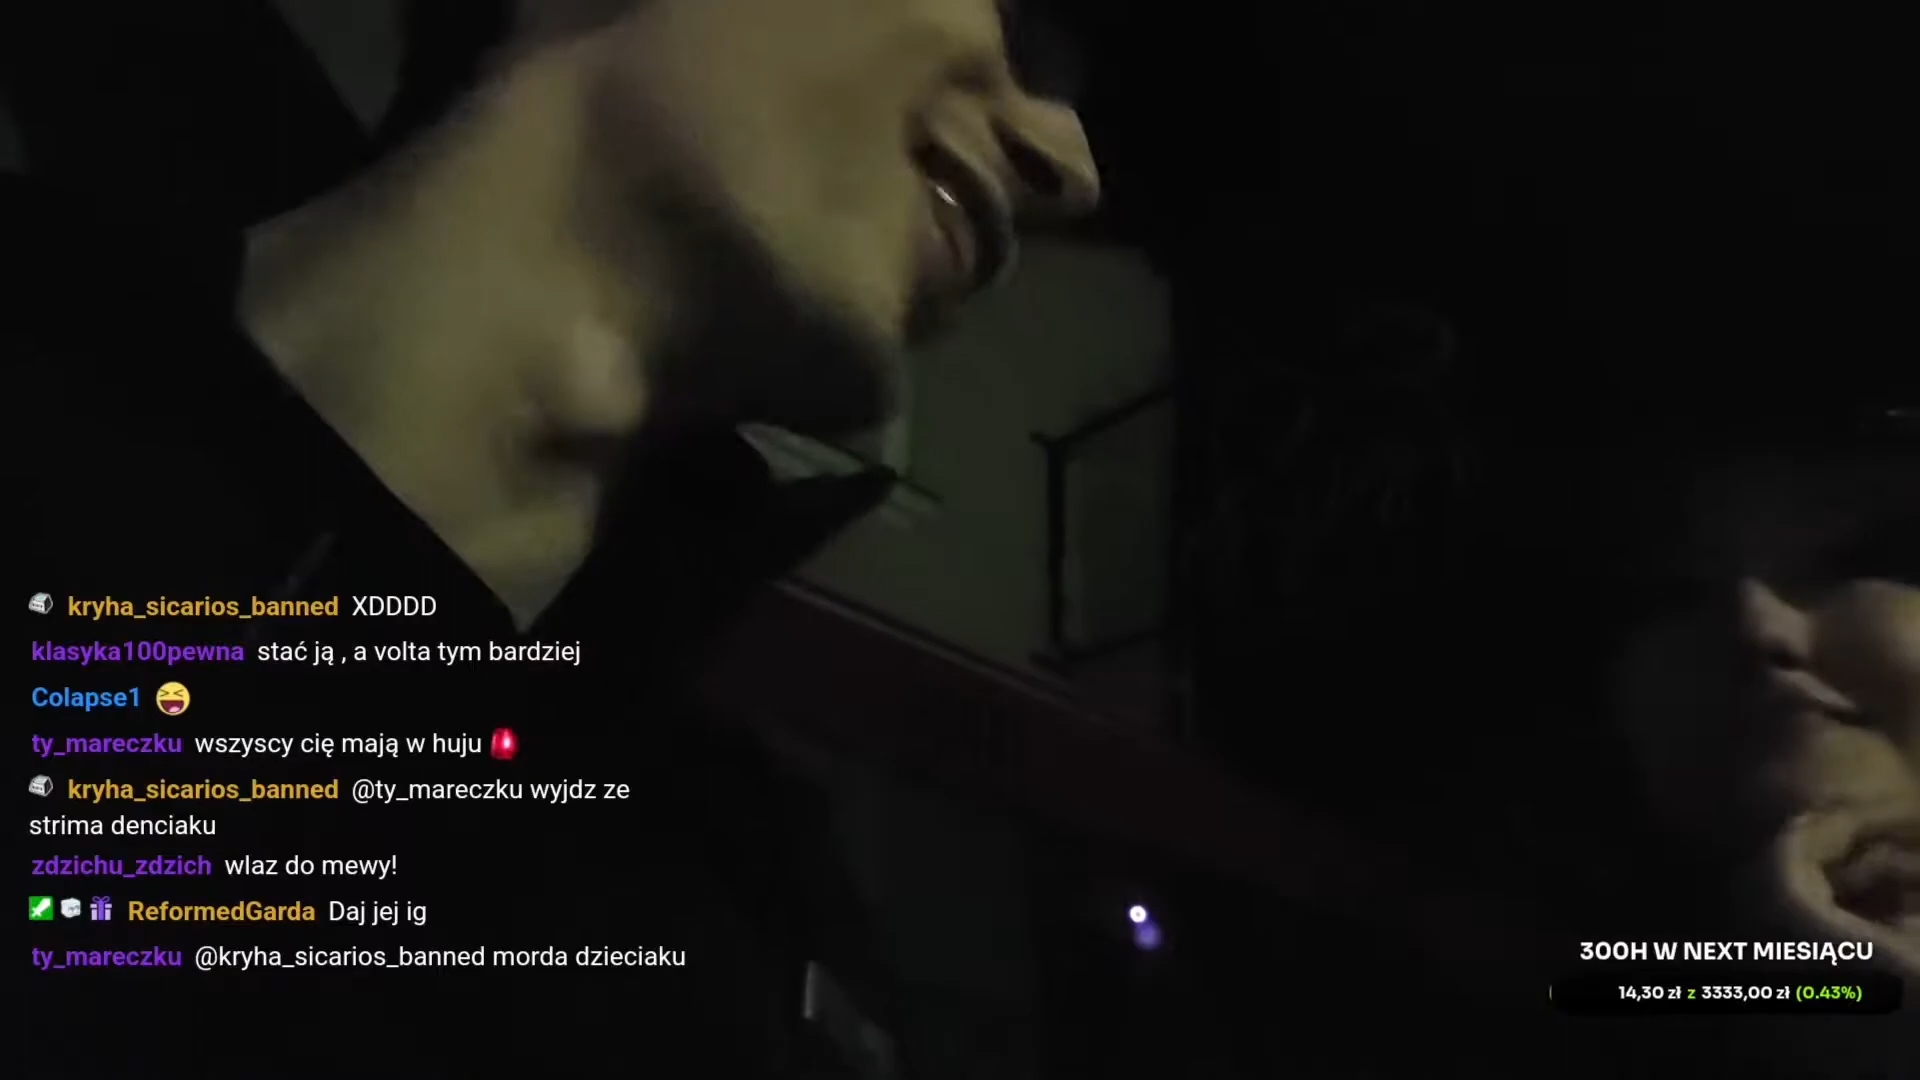 kryha_sicarios_banned XDDDD
klasyka100pewna stać ją , a volta tym bardziej
Colapse1 😆
ty_mareczku wszyscy cię mają w huju 🚨
kryha_sicarios_banned @ty_mareczku wyjdz ze
strima denciaku
zdzichu_zdzich wlaz do mewy!
ReformedGarda Daj jej ig
ty_mareczku @kryha_sicarios_banned morda dzieciaku
300H W NEXT MIESIĄCU
14,30 zł z 3333,00 zł (0.43%)